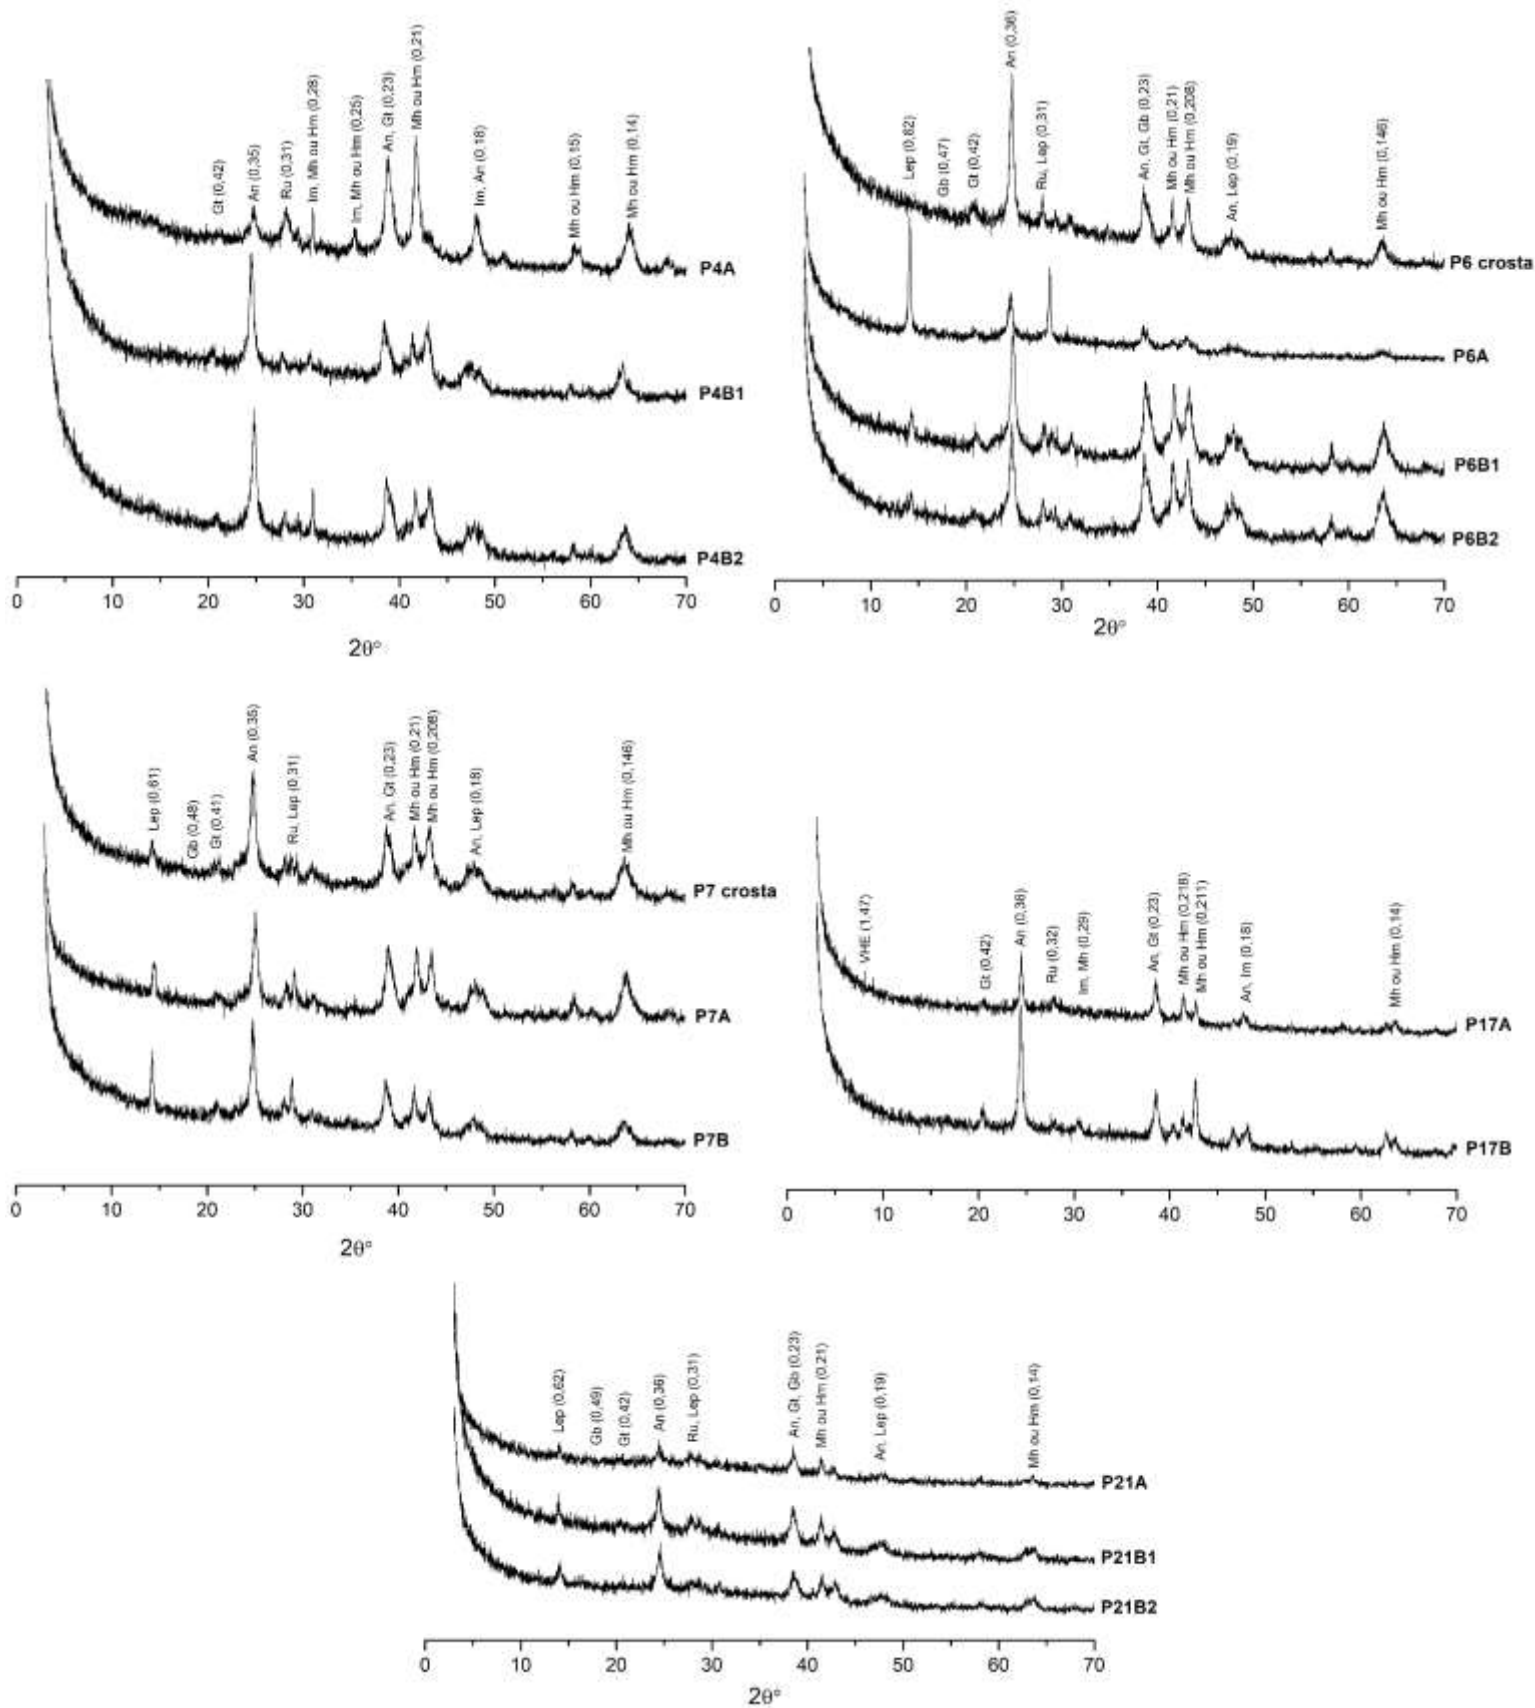 Gt (0,42)
An (0,35)
Ru (0,31)
Im, Mh ou Hm (0,28)
Im, Mh ou Hm (0,25)
An, Gt (0,23)
Mh ou Hm (0,21)
Im, An (0,18)
Mh ou Hm (0,15)
Mh ou Hm (0,14)
P4A
P4B1
P4B2
0 10 20 30 40 50 60 70
2θ°
Lep (0,62)
Gb (0,47)
Gt (0,42)
An (0,36)
Ru, Lep (0,31)
An, Gt, Gb (0,23)
Mh ou Hm (0,21)
Mh ou Hm (0,208)
An, Lep (0,19)
Mh ou Hm (0,146)
P6 crosta
P6A
P6B1
P6B2
0 10 20 30 40 50 60 70
2θ°
Lep (0,61)
Gb (0,48)
Gt (0,41)
An (0,35)
Ru, Lep (0,31)
An, Gt (0,23)
Mh ou Hm (0,21)
Mh ou Hm (0,208)
An, Lep (0,18)
Mh ou Hm (0,146)
P7 crosta
P7A
P7B
0 10 20 30 40 50 60 70
2θ°
VHE (1,47)
Gt (0,42)
An (0,36)
Ru (0,32)
Im, Mh (0,29)
An, Gt (0,23)
Mh ou Hm (0,218)
Mh ou Hm (0,211)
An, Im (0,18)
Mh ou Hm (0,14)
P17A
P17B
0 10 20 30 40 50 60 70
Lep (0,62)
Gb (0,49)
Gt (0,42)
An (0,36)
Ru, Lep (0,31)
An, Gt, Gb (0,23)
Mh ou Hm (0,21)
An, Lep (0,19)
Mh ou Hm (0,14)
P21A
P21B1
P21B2
0 10 20 30 40 50 60 70
2θ°